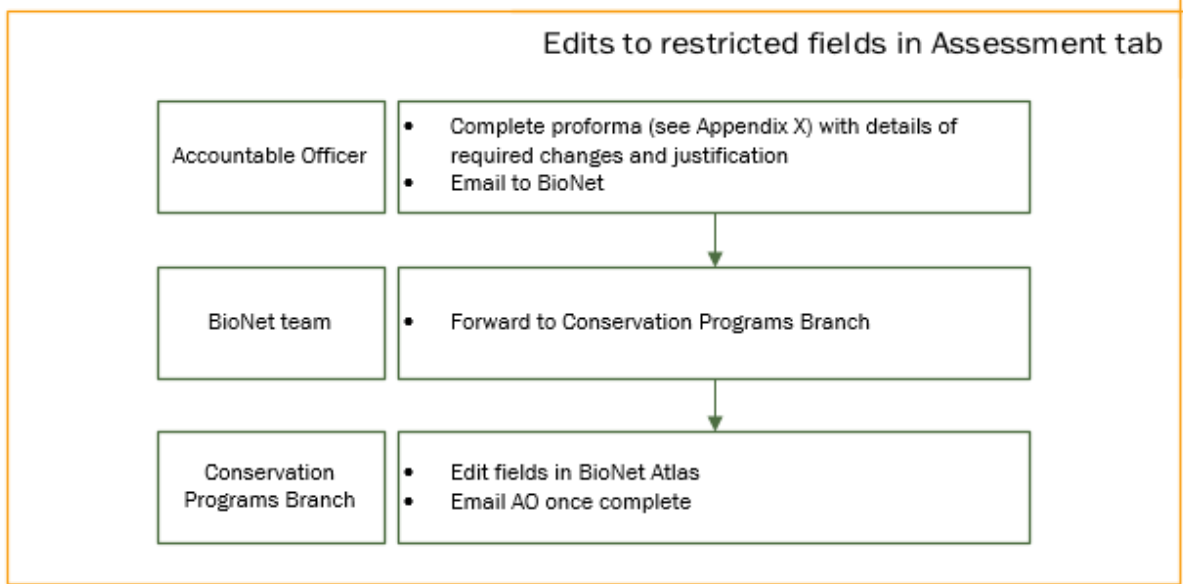 Edits to restricted fields in Assessment tab
Accountable Officer
• Complete proforma (see Appendix X) with details of
required changes and justification
• Email to BioNet
BioNet team
• Forward to Conservation Programs Branch
Conservation
Programs Branch
• Edit fields in BioNet Atlas
• Email AO once complete